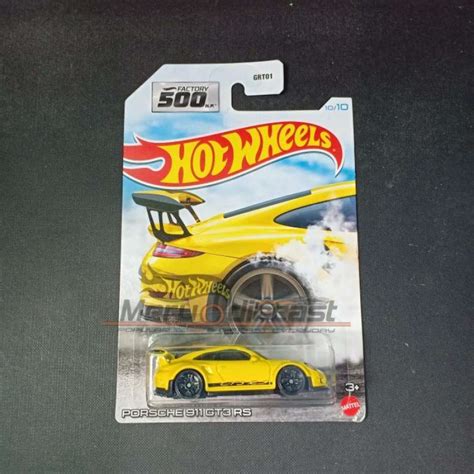 GRT01
FACTORY
500 H.P.
10/10
HOT WHEELS
HOT WHEELS
PORSCHE 911 GT3 RS
3+
MATTEL